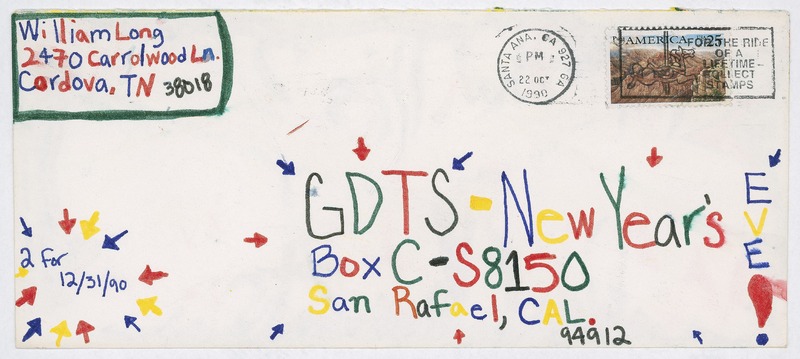 William Long
2470 Carrolwood Ln.
Cordova, TN 38018
SANTA ANA, CA 927
PM
22 OCT
1990
AMERICA 25
FOR THE RIDE
OF A
LIFETIME-
COLLECT
STAMPS
GDTS-New Year's EVE!
Box C-S8150
San Rafael, CAL.
94912
2 for
12/31/90